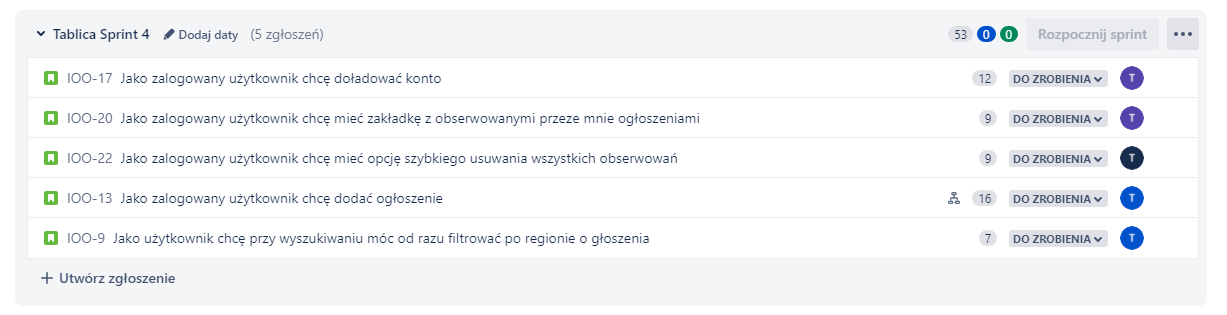 Tablica Sprint 4 Dodaj daty (5 zgłoszeń) 53 0 0 Rozpocznij sprint
IOO-17 Jako zalogowany użytkownik chcę doładować konto 12 DO ZROBIENIA T
IOO-20 Jako zalogowany użytkownik chcę mieć zakładkę z obserwowanymi przeze mnie ogłoszeniami 9 DO ZROBIENIA T
IOO-22 Jako zalogowany użytkownik chcę mieć opcję szybkiego usuwania wszystkich obserwowań 9 DO ZROBIENIA T
IOO-13 Jako zalogowany użytkownik chcę dodać ogłoszenie 16 DO ZROBIENIA T
IOO-9 Jako użytkownik chcę przy wyszukiwaniu móc od razu filtrować po regionie o głoszenia 7 DO ZROBIENIA T
+ Utwórz zgłoszenie